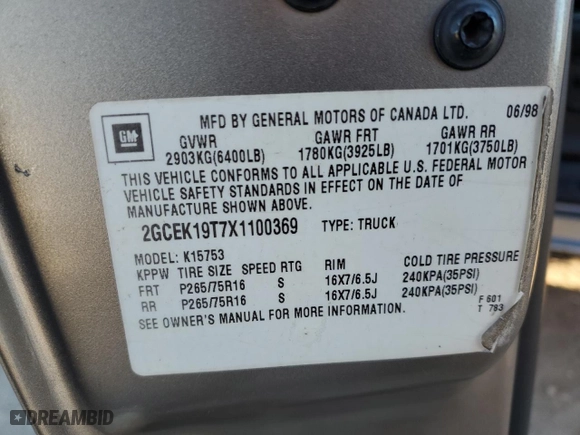 MFD BY GENERAL MOTORS OF CANADA LTD. 06/98
GM
GVWR GAWR FRT GAWR RR
2903KG(6400LB) 1780KG(3925LB) 1701KG(3750LB)
THIS VEHICLE CONFORMS TO ALL APPLICABLE U.S. FEDERAL MOTOR
VEHICLE SAFETY STANDARDS IN EFFECT ON THE DATE OF
MANUFACTURE SHOWN ABOVE.
2GCEK19T7X1100369 TYPE: TRUCK
MODEL: K15753
KPPW TIRE SIZE SPEED RTG RIM COLD TIRE PRESSURE
FRT P265/75R16 S 16X7/6.5J 240KPA(35PSI)
RR P265/75R16 S 16X7/6.5J 240KPA(35PSI)
SEE OWNER'S MANUAL FOR MORE INFORMATION.
F 601
T 783
DREAMBID